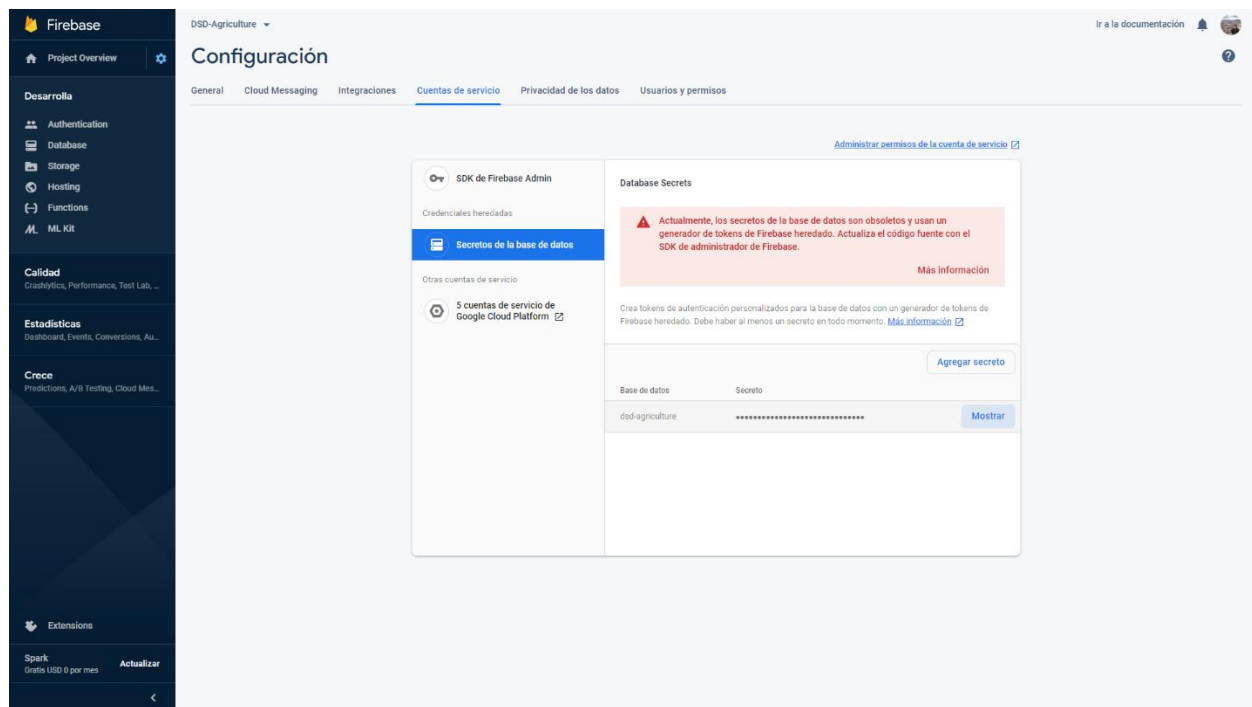 Firebase
Project Overview
Desarrolla
Authentication
Database
Storage
Hosting
Functions
ML Kit
Calidad
Crashlytics, Performance, Test Lab, ...
Estadísticas
Dashboard, Events, Conversions, Au...
Crece
Predictions, A/B Testing, Cloud Mes...
Extensions
Spark
Gratis USD 0 por mes
Actualizar
DSD-Agriculture
Ir a la documentación
Configuración
General Cloud Messaging Integraciones Cuentas de servicio Privacidad de los datos Usuarios y permisos
Administrar permisos de la cuenta de servicio
SDK de Firebase Admin
Credenciales heredadas
Secretos de la base de datos
Otras cuentas de servicio
5 cuentas de servicio de
Google Cloud Platform
Database Secrets
Actualmente, los secretos de la base de datos son obsoletos y usan un
generador de tokens de Firebase heredado. Actualiza el código fuente con el
SDK de administrador de Firebase.
Más información
Crea tokens de autenticación personalizados para la base de datos con un generador de tokens de
Firebase heredado. Debe haber al menos un secreto en todo momento. Más información
Agregar secreto
Base de datos Secreto
dsd-agriculture •••••••••••••••••••••••••••••• Mostrar